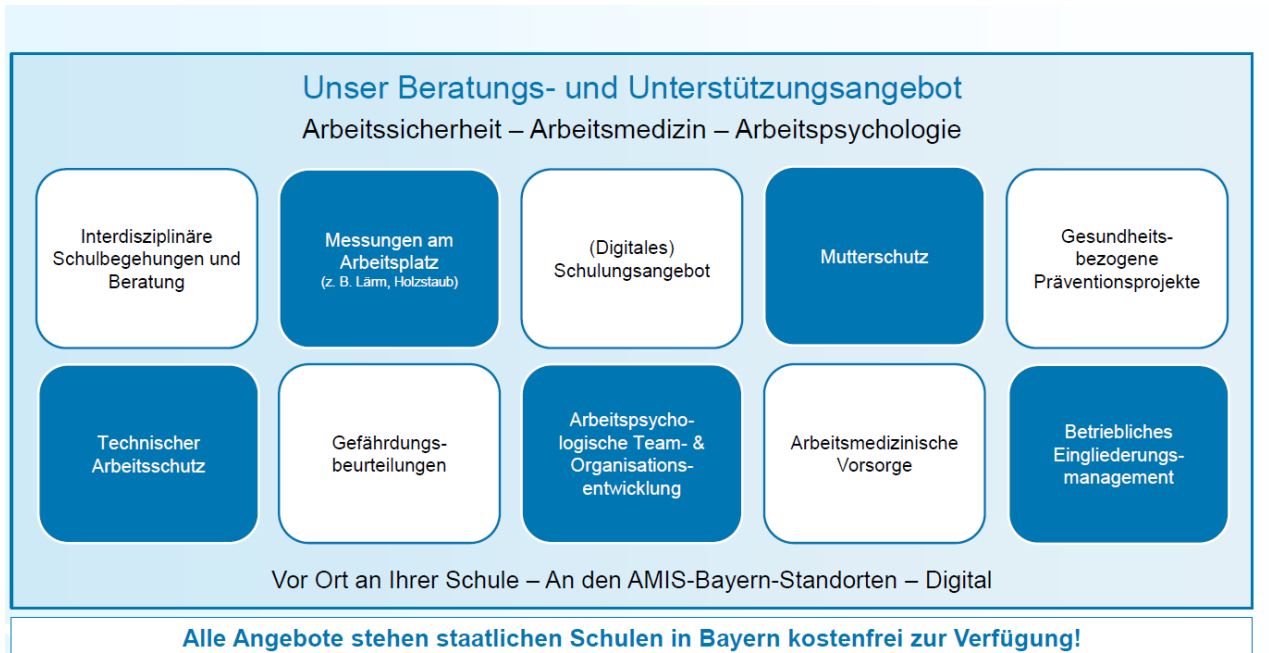 Unser Beratungs- und Unterstützungsangebot
Arbeitssicherheit – Arbeitsmedizin – Arbeitspsychologie
Interdisziplinäre
Schulbegehungen und
Beratung
Messungen am
Arbeitsplatz
(z. B. Lärm, Holzstaub)
(Digitales)
Schulungsangebot
Mutterschutz
Gesundheits-
bezogene
Präventionsprojekte
Technischer
Arbeitsschutz
Gefährdungs-
beurteilungen
Arbeitspsycho-
logische Team- &
Organisations-
entwicklung
Arbeitsmedizinische
Vorsorge
Betriebliches
Eingliederungs-
management
Vor Ort an Ihrer Schule – An den AMIS-Bayern-Standorten – Digital
Alle Angebote stehen staatlichen Schulen in Bayern kostenfrei zur Verfügung!